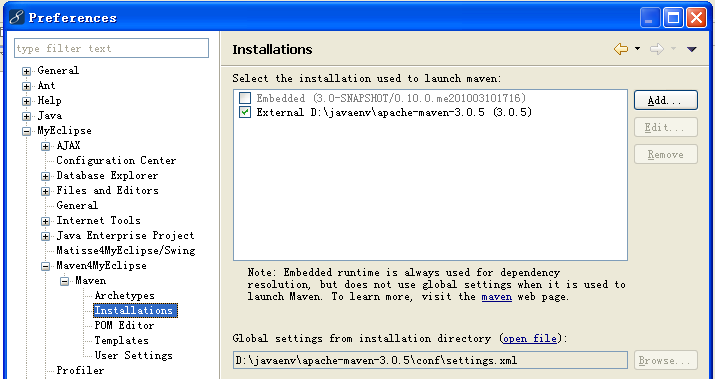 Preferences
type filter text
General
Ant
Help
Java
MyEclipse
AJAX
Configuration Center
Database Explorer
Files and Editors
General
Internet Tools
Java Enterprise Project
Matisse4MyEclipse/Swing
Maven4MyEclipse
Maven
Archetypes
Installations
POM Editor
Templates
User Settings
Profiler
Installations
Select the installation used to launch maven:
Embedded (3.0-SNAPSHOT/0.10.0.me201003101716)
External D:\javaenv\apache-maven-3.0.5 (3.0.5)
Add...
Edit...
Remove
Note: Embedded runtime is always used for dependency
resolution, but does not use global settings when it is used to
launch Maven. To learn more, visit the maven web page.
Global settings from installation directory (open file):
D:\javaenv\apache-maven-3.0.5\conf\settings.xml
Browse...